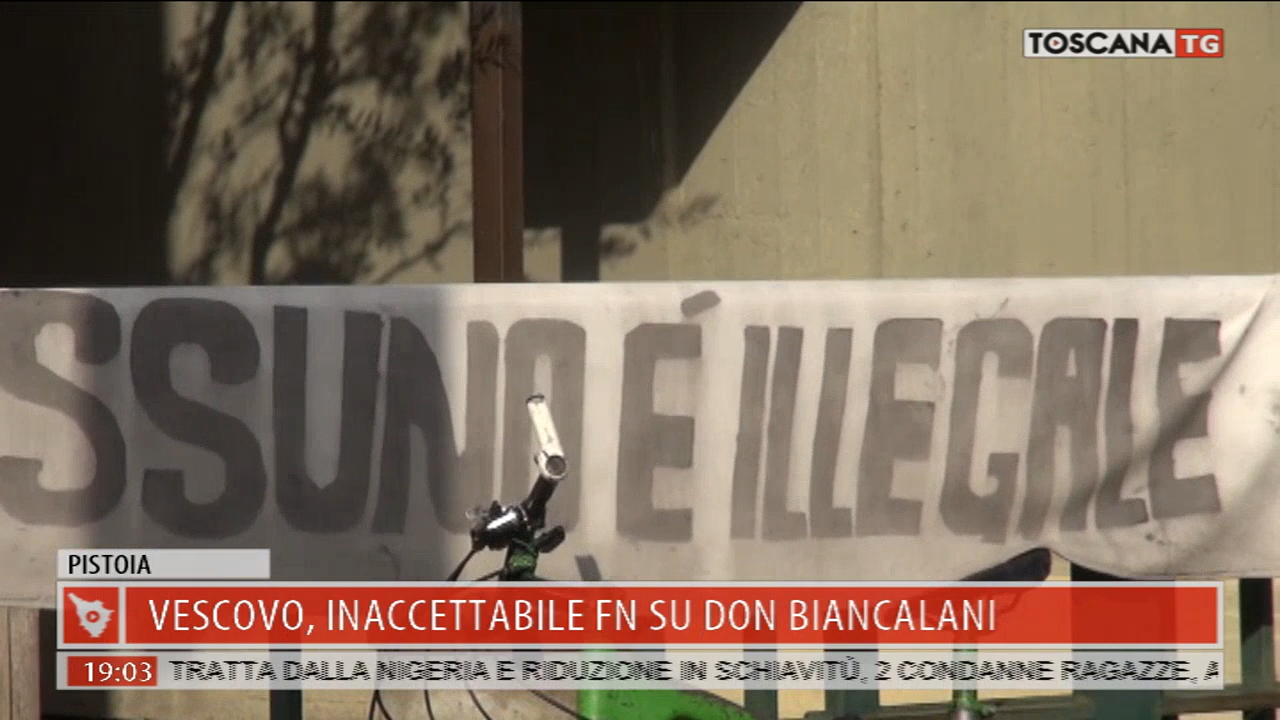 TOSCANA TG
SSUNO É ILLEGALE
PISTOIA
VESCOVO, INACCETTABILE FN SU DON BIANCALANI
19:03 TRATTA DALLA NIGERIA E RIDUZIONE IN SCHIAVITÙ, 2 CONDANNE RAGAZZE, A